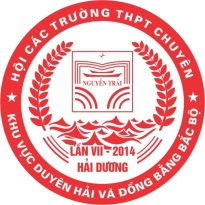 HỘI CÁC TRƯỜNG THPT CHUYÊN
NGUYỄN TRÃI
LẦN VII - 2014
HẢI DƯƠNG
KHU VỰC DUYÊN HẢI VÀ ĐỒNG BẰNG BẮC BỘ